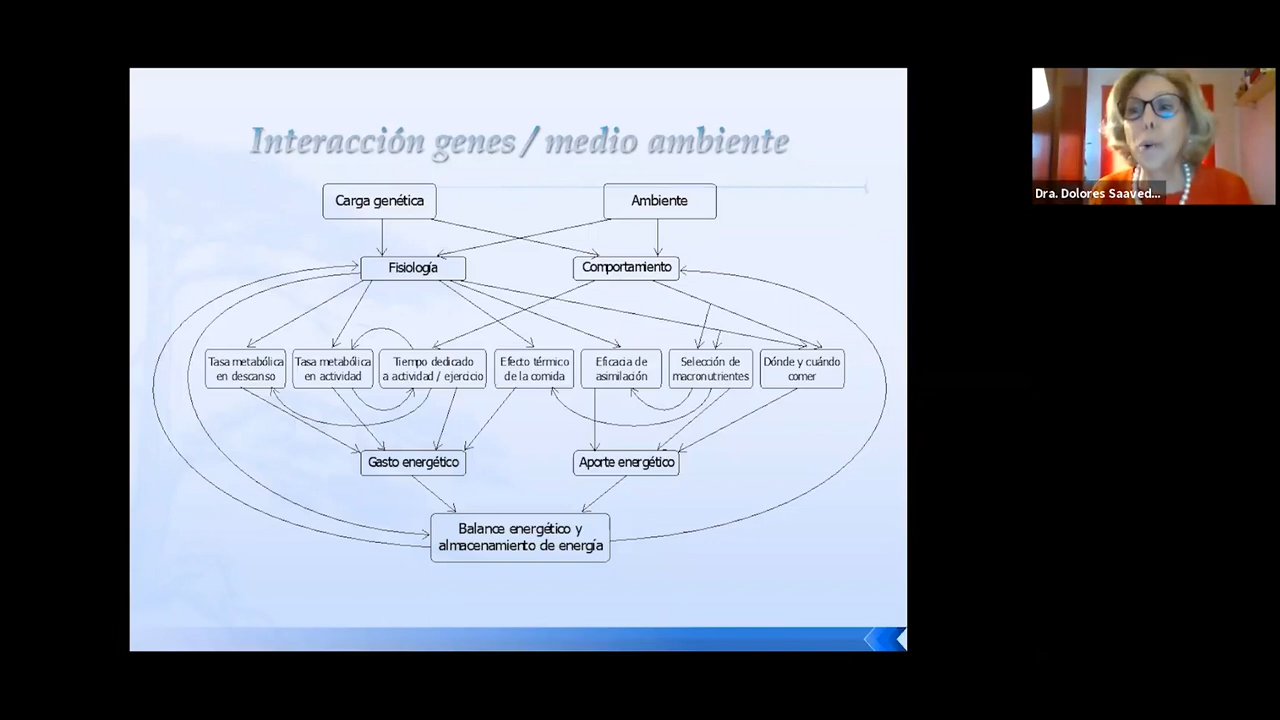 Interacción genes / medio ambiente
Carga genética
Ambiente
Fisiología
Comportamiento
Tasa metabólica
en descanso
Tasa metabólica
en actividad
Tiempo dedicado
a actividad / ejercicio
Efecto térmico
de la comida
Eficacia de
asimilación
Selección de
macronutrientes
Dónde y cuándo
comer
Gasto energético
Aporte energético
Balance energético y
almacenamiento de energía
Dra. Dolores Saaved...